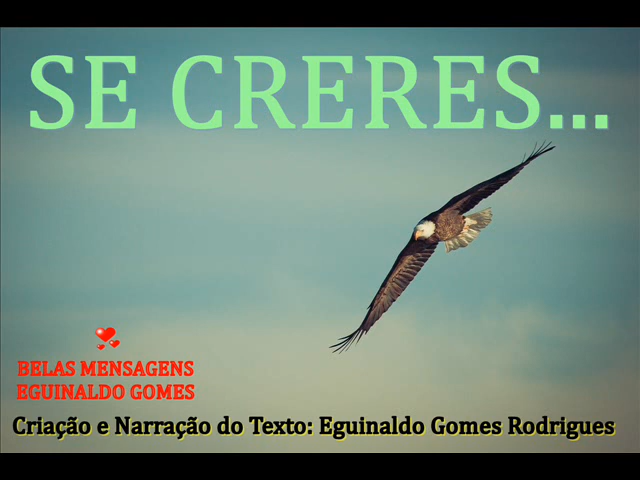 SE CRERES...
BELAS MENSAGENS
EGUINALDO GOMES
Criação e Narração do Texto: Eguinaldo Gomes Rodrigues